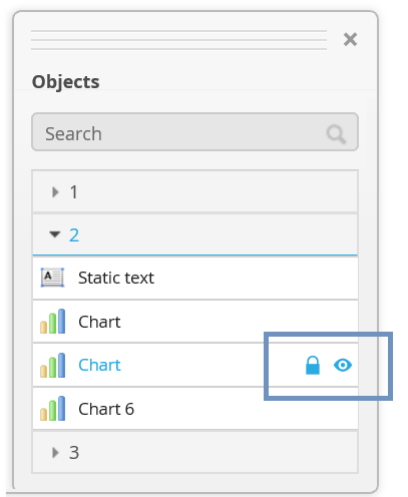 Objects
Search
1
2
A
Static text
Chart
Chart
Chart 6
3